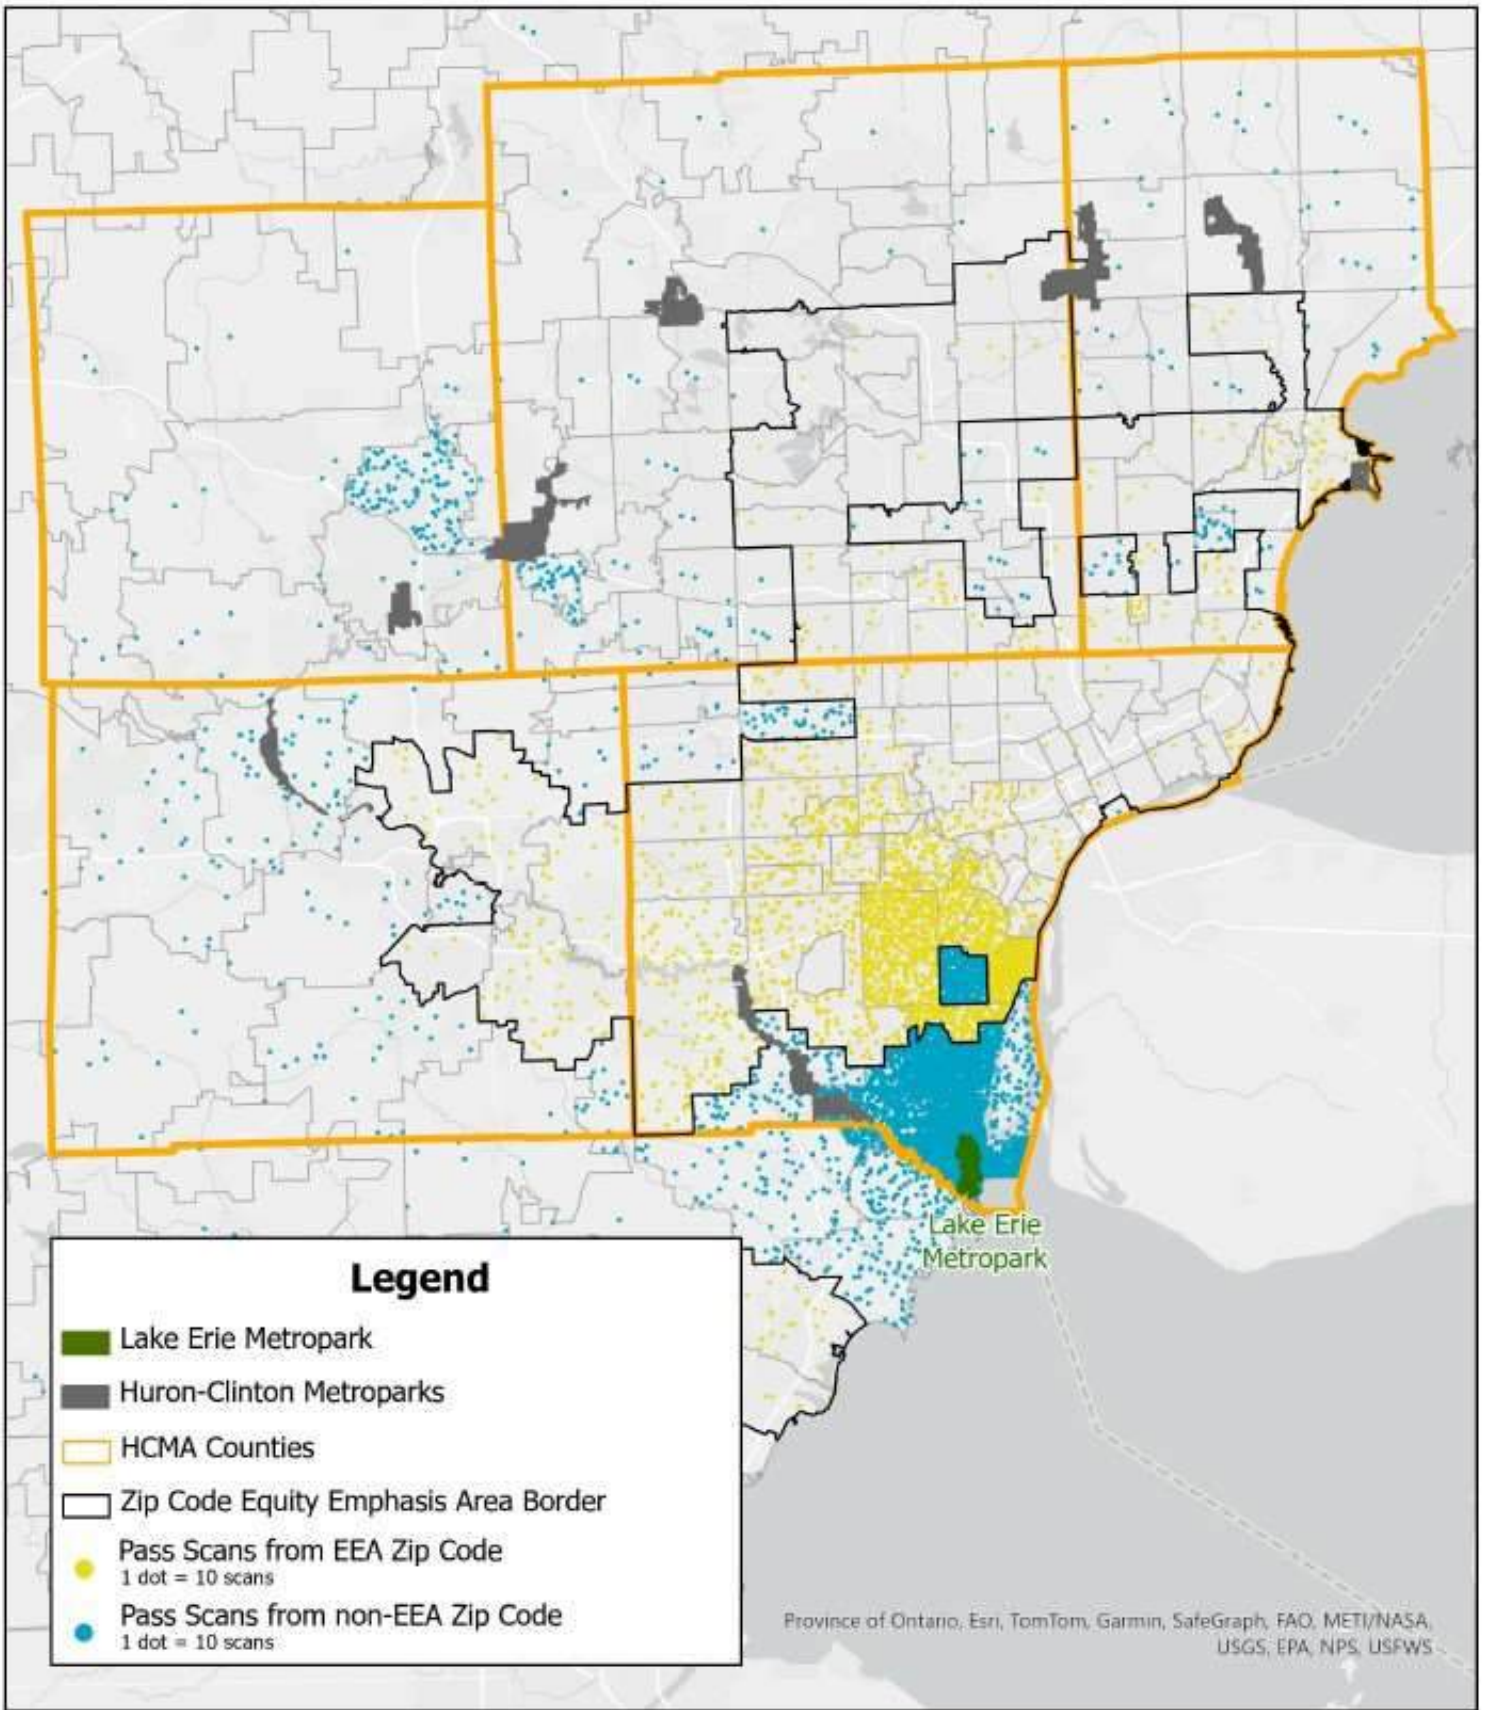 Lake Erie
Metropark
Legend
Lake Erie Metropark
Huron-Clinton Metroparks
HCMA Counties
Zip Code Equity Emphasis Area Border
Pass Scans from EEA Zip Code
1 dot = 10 scans
Pass Scans from non-EEA Zip Code
1 dot = 10 scans
Province of Ontario, Esri, TomTom, Garmin, SafeGraph, FAO, METI/NASA,
USGS, EPA, NPS, USFWS